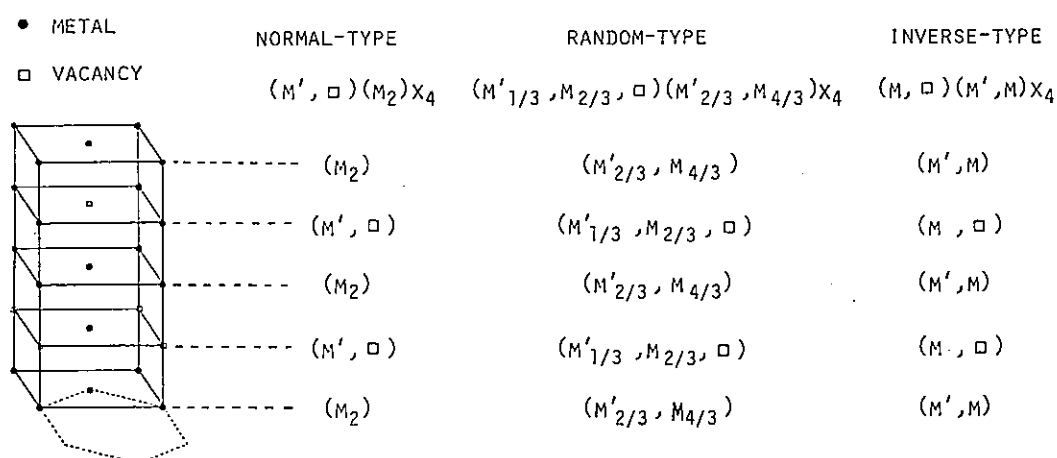 • METAL
□ VACANCY
NORMAL-TYPE RANDOM-TYPE INVERSE-TYPE
(M', □)(M₂)X₄ (M'₁/₃, M₂/₃, □)(M'₂/₃, M₄/₃)X₄ (M, □)(M', M)X₄
(M₂) (M'₂/₃, M₄/₃) (M', M)
(M', □) (M'₁/₃, M₂/₃, □) (M, □)
(M₂) (M'₂/₃, M₄/₃) (M', M)
(M', □) (M'₁/₃, M₂/₃, □) (M, □)
(M₂) (M'₂/₃, M₄/₃) (M', M)